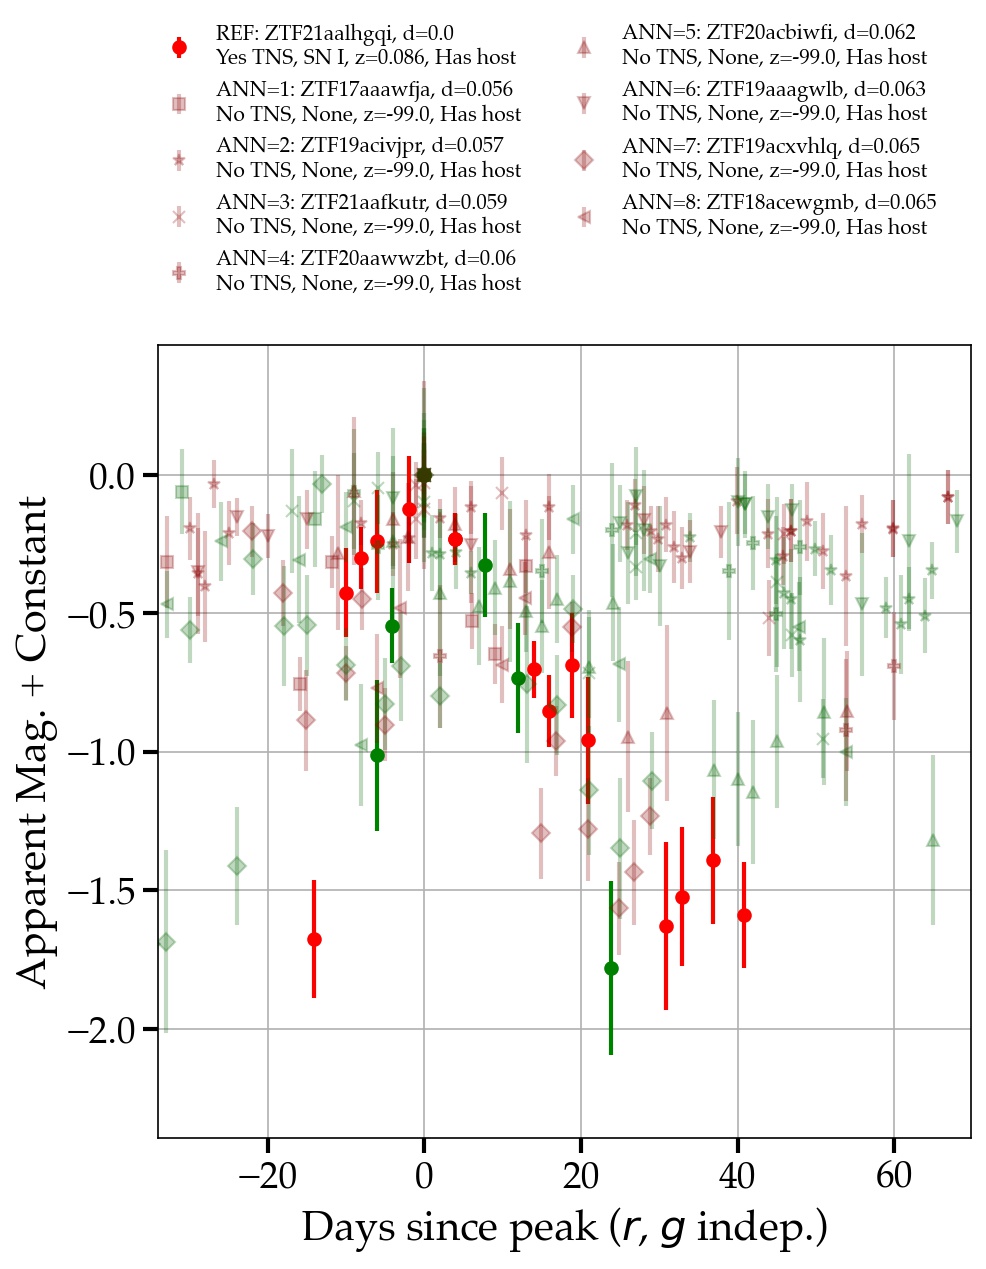 REF: ZTF21aalhgqi, d=0.0
Yes TNS, SN I, z=0.086, Has host
ANN=1: ZTF17aaawfja, d=0.056
No TNS, None, z=-99.0, Has host
ANN=2: ZTF19acivjpr, d=0.057
No TNS, None, z=-99.0, Has host
ANN=3: ZTF21aafkutr, d=0.059
No TNS, None, z=-99.0, Has host
ANN=4: ZTF20aawwzbt, d=0.06
No TNS, None, z=-99.0, Has host
ANN=5: ZTF20acbiwfi, d=0.062
No TNS, None, z=-99.0, Has host
ANN=6: ZTF19aaagwlb, d=0.063
No TNS, None, z=-99.0, Has host
ANN=7: ZTF19acxvhlq, d=0.065
No TNS, None, z=-99.0, Has host
ANN=8: ZTF18acewgmb, d=0.065
No TNS, None, z=-99.0, Has host
Apparent Mag. + Constant
0.0
−0.5
−1.0
−1.5
−2.0
−20
0
20
40
60
Days since peak (r, g indep.)